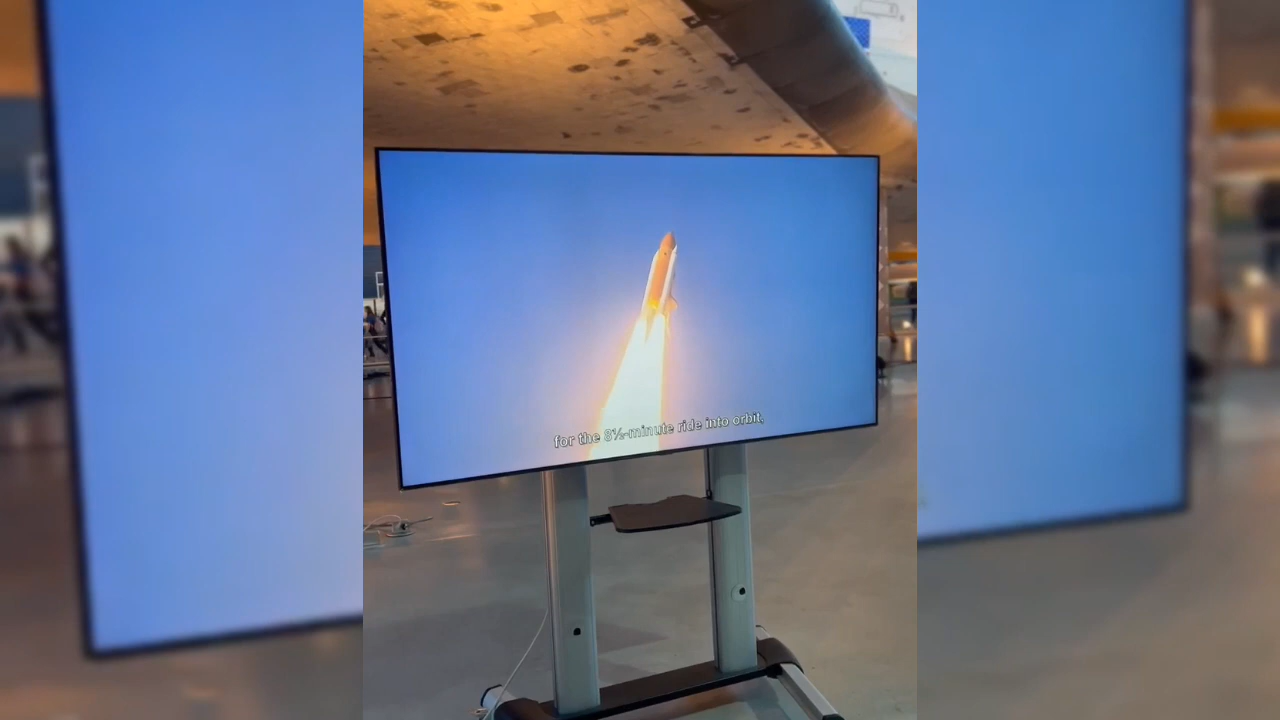 for the 8½-minute ride into orbit,